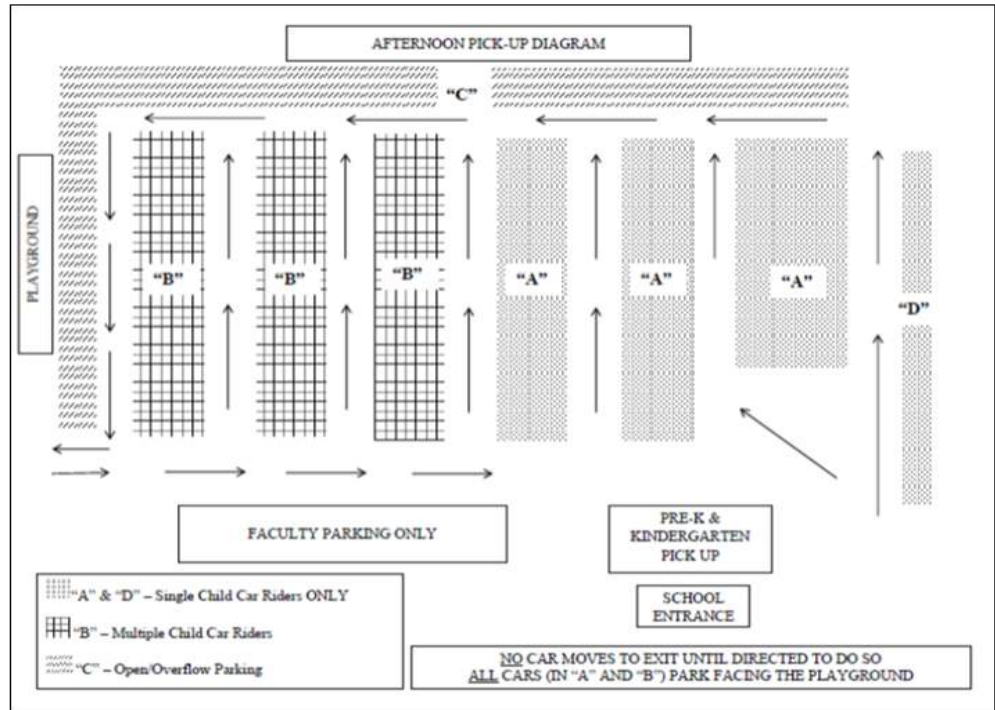 AFTERNOON PICK-UP DIAGRAM
“C”
PLAYGROUND
“B”
“B”
“B”
“A”
“A”
“A”
“D”
FACULTY PARKING ONLY
PRE-K &
KINDERGARTEN
PICK UP
SCHOOL
ENTRANCE
“A” & “D” – Single Child Car Riders ONLY
“B” – Multiple Child Car Riders
“C” – Open/Overflow Parking
NO CAR MOVES TO EXIT UNTIL DIRECTED TO DO SO
ALL CARS (IN “A” AND “B”) PARK FACING THE PLAYGROUND